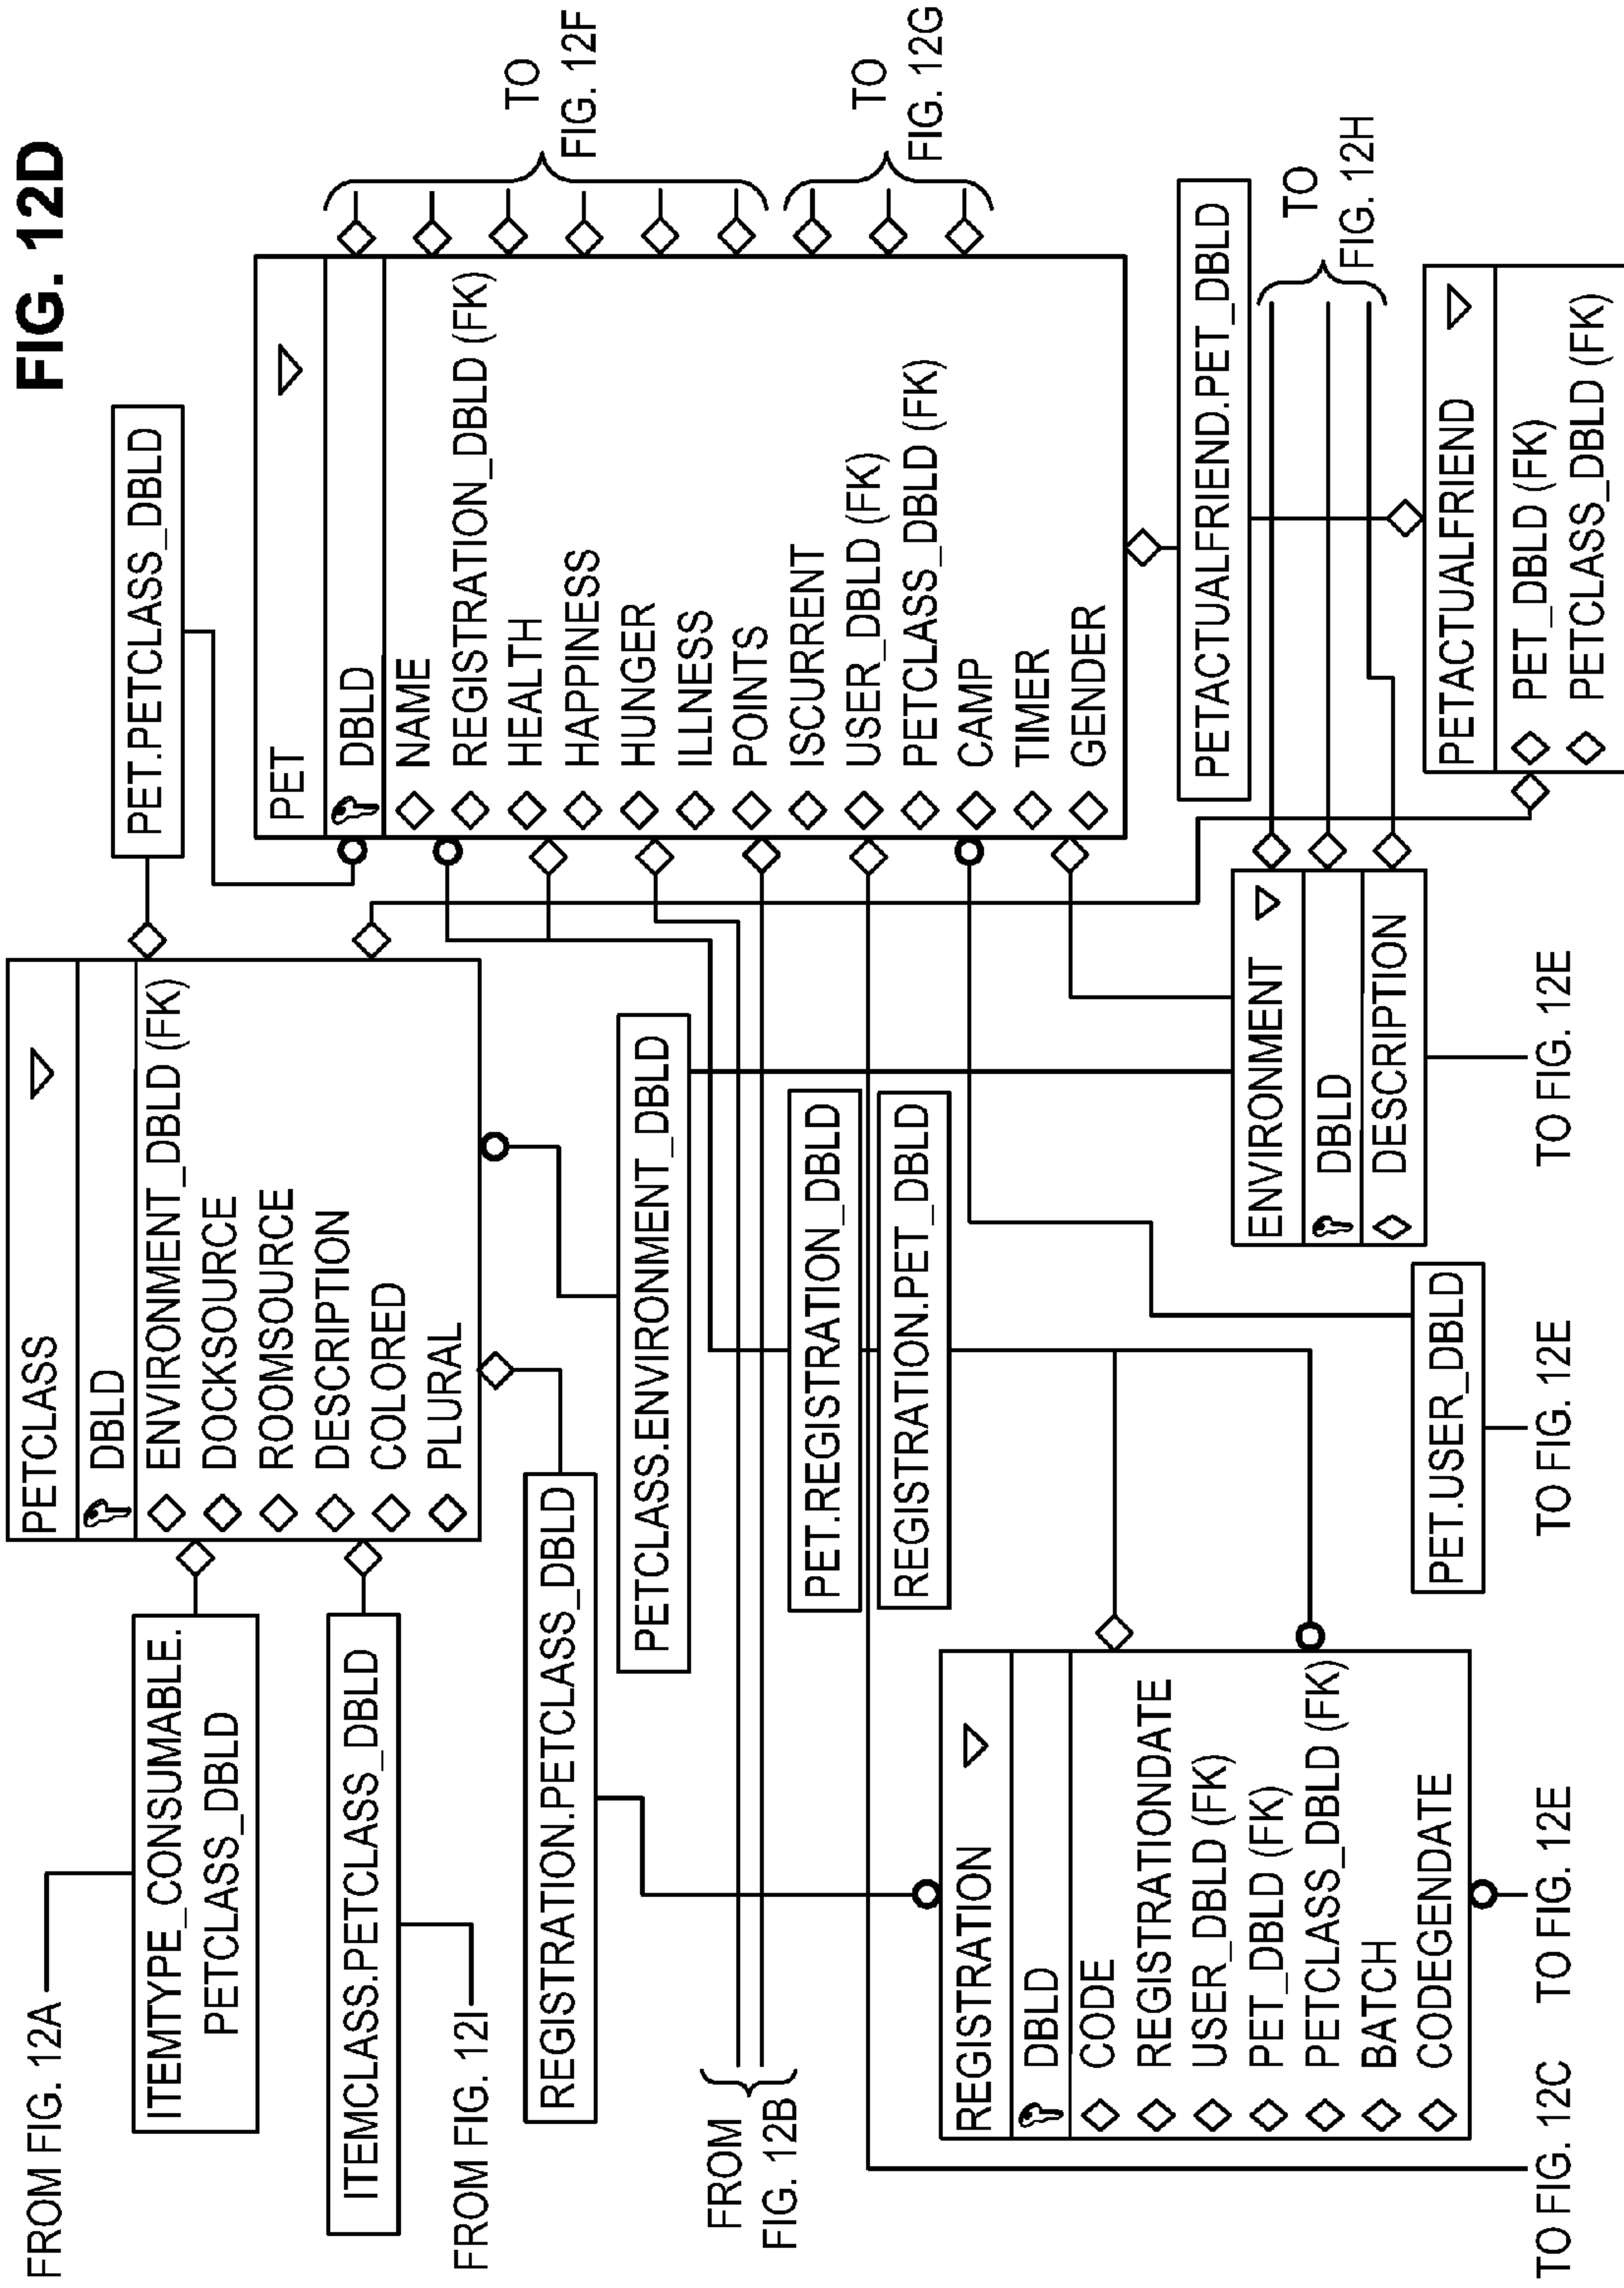 FIG. 12D
FROM FIG. 12A
ITEMTYPE_CONSUMABLE.
PETCLASS_DBLD
ITEMCLASS.PETCLASS_DBLD
FROM FIG. 12I
PETCLASS
DBLD
ENVIRONMENT_DBLD (FK)
DOCKSOURCE
ROOMSOURCE
DESCRIPTION
COLORED
PLURAL
PET.PETCLASS_DBLD
PET
DBLD
NAME
REGISTRATION_DBLD (FK)
HEALTH
HAPPINESS
HUNGER
ILLNESS
POINTS
ISCURRENT
USER_DBLD (FK)
PETCLASS_DBLD (FK)
CAMP
TIMER
GENDER
TO
FIG. 12F
TO
FIG. 12G
REGISTRATION.PETCLASS_DBLD
PETCLASS.ENVIRONMENT_DBLD
FROM
FIG. 12B
PET.REGISTRATION_DBLD
REGISTRATION.PET_DBLD
REGISTRATION
DBLD
CODE
REGISTRATIONDATE
USER_DBLD (FK)
PET_DBLD (FK)
PETCLASS_DBLD (FK)
BATCH
CODEGENDATE
ENVIRONMENT
DBLD
DESCRIPTION
PETACTUALFRIEND.PET_DBLD
TO
FIG. 12H
PETACTUALFRIEND
PET_DBLD (FK)
PETCLASS_DBLD (FK)
PET.USER_DBLD
TO FIG. 12C
TO FIG. 12E
TO FIG. 12E
TO FIG. 12E